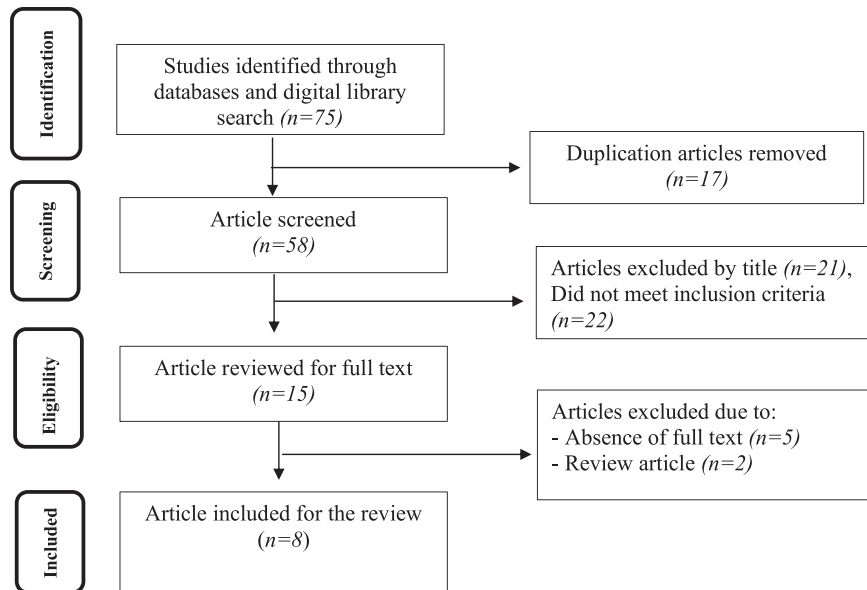 Identification
Studies identified through
databases and digital library
search (n=75)
Duplication articles removed
(n=17)
Screening
Article screened
(n=58)
Articles excluded by title (n=21),
Did not meet inclusion criteria
(n=22)
Eligibility
Article reviewed for full text
(n=15)
Articles excluded due to:
- Absence of full text (n=5)
- Review article (n=2)
Included
Article included for the review
(n=8)